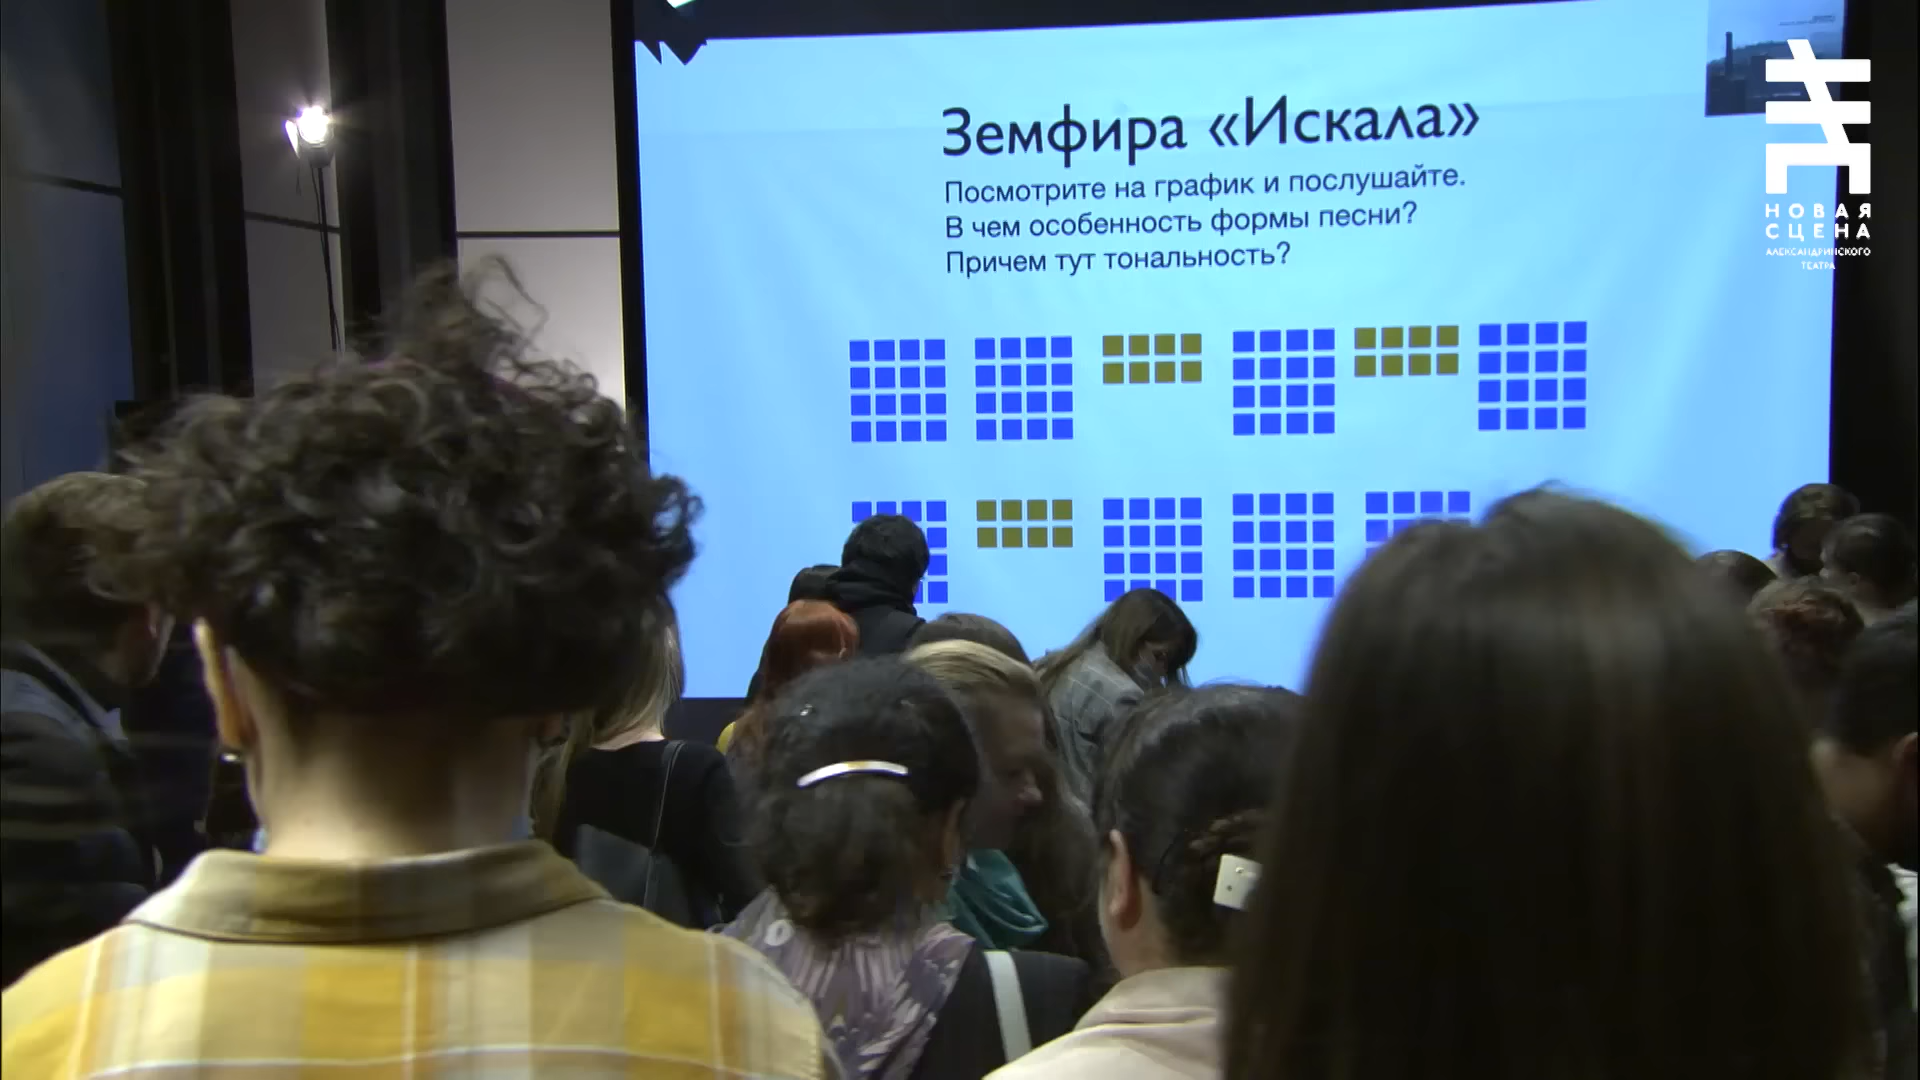 Земфира «Искала»
Посмотрите на график и послушайте.
В чем особенность формы песни?
Причем тут тональность?
НОВАЯ
СЦЕНА
АЛЕКСАНДРИНСКОГО
ТЕАТРА